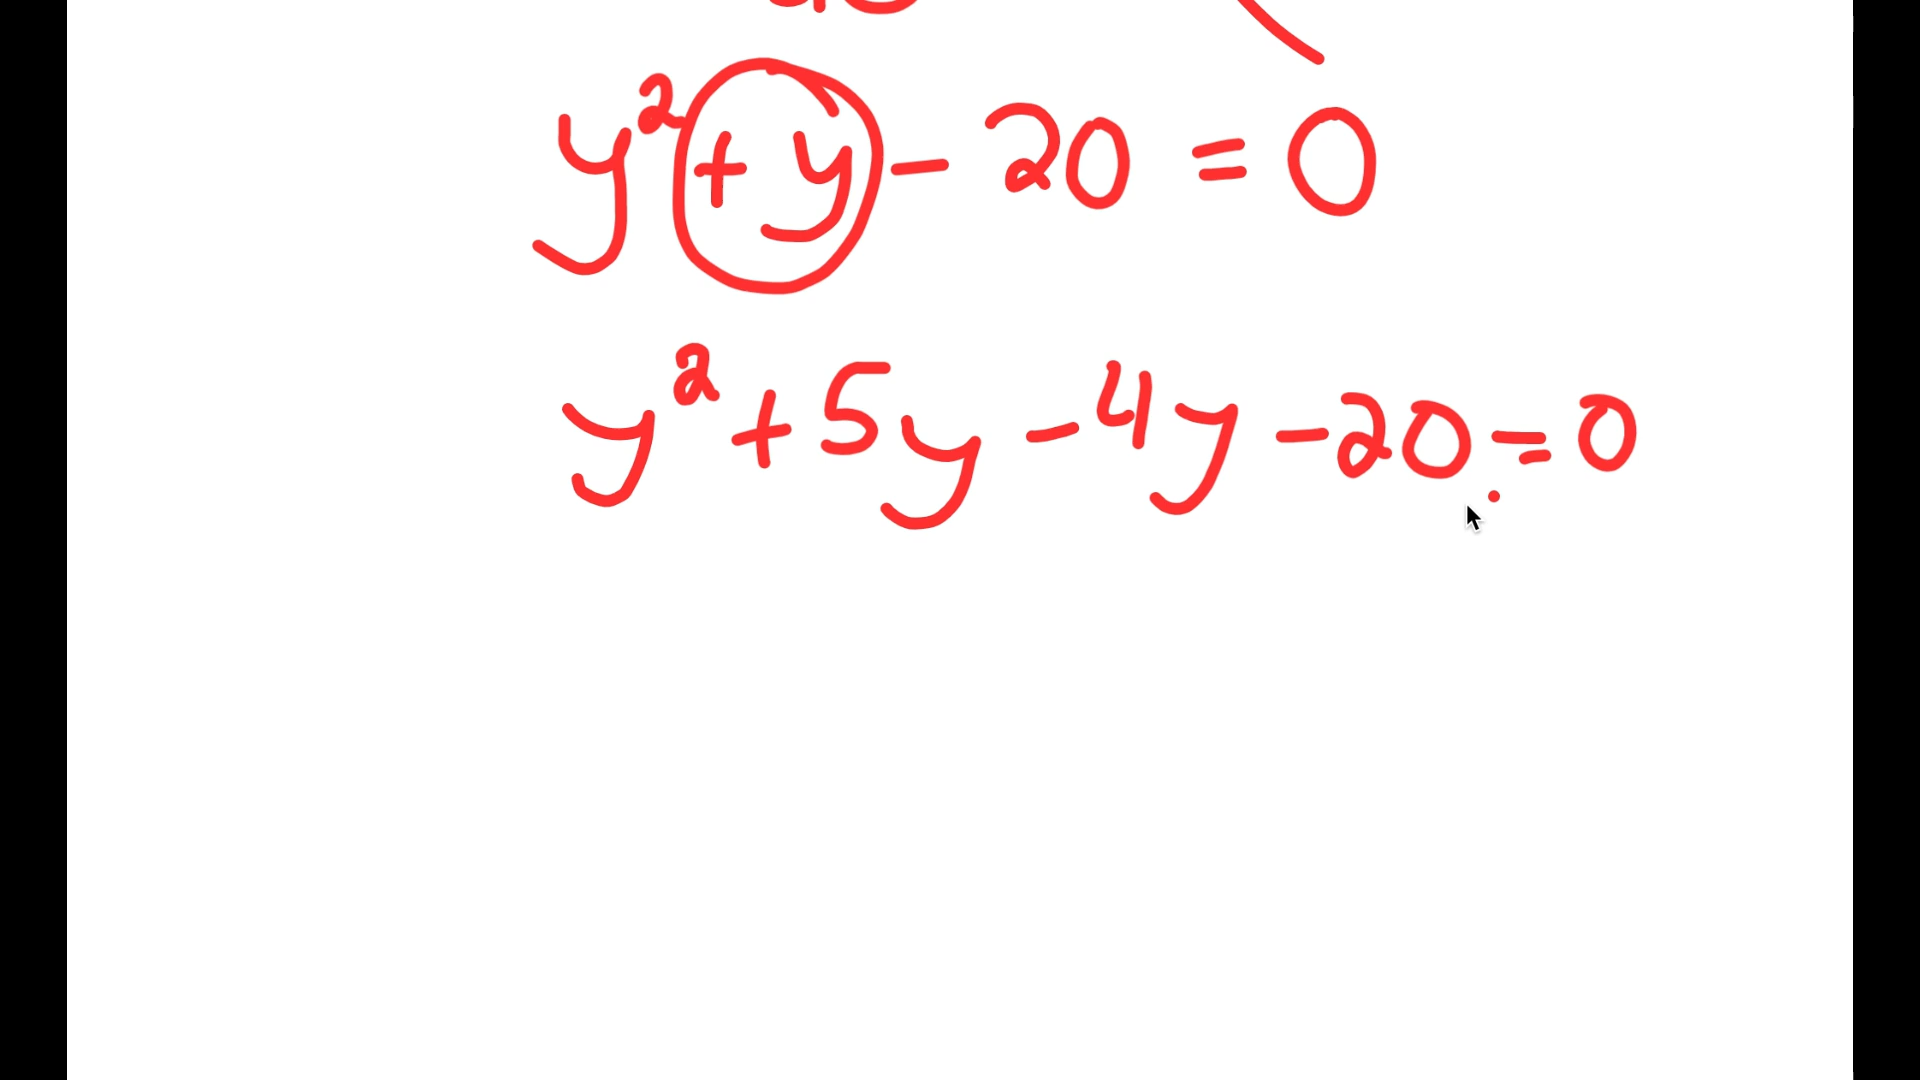 y² + y - 20 = 0
y² + 5y - 4y - 20 = 0